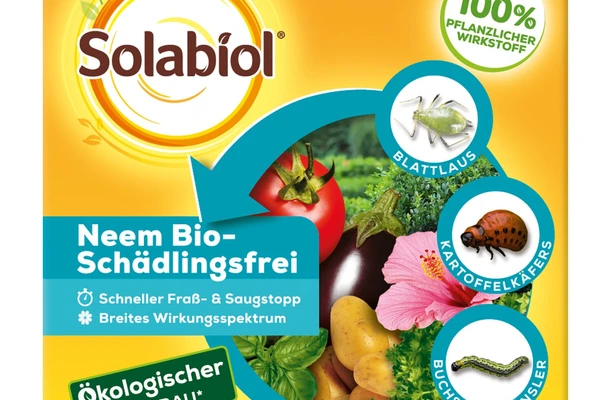 Solabiol®
100%
PFLANZLICHER
WIRKSTOFF
BLATTLAUS
Neem Bio-
Schädlingsfrei
Schneller Fraß- & Saugstopp
Breites Wirkungsspektrum
KARTOFFELKÄFERS
Ökologischer